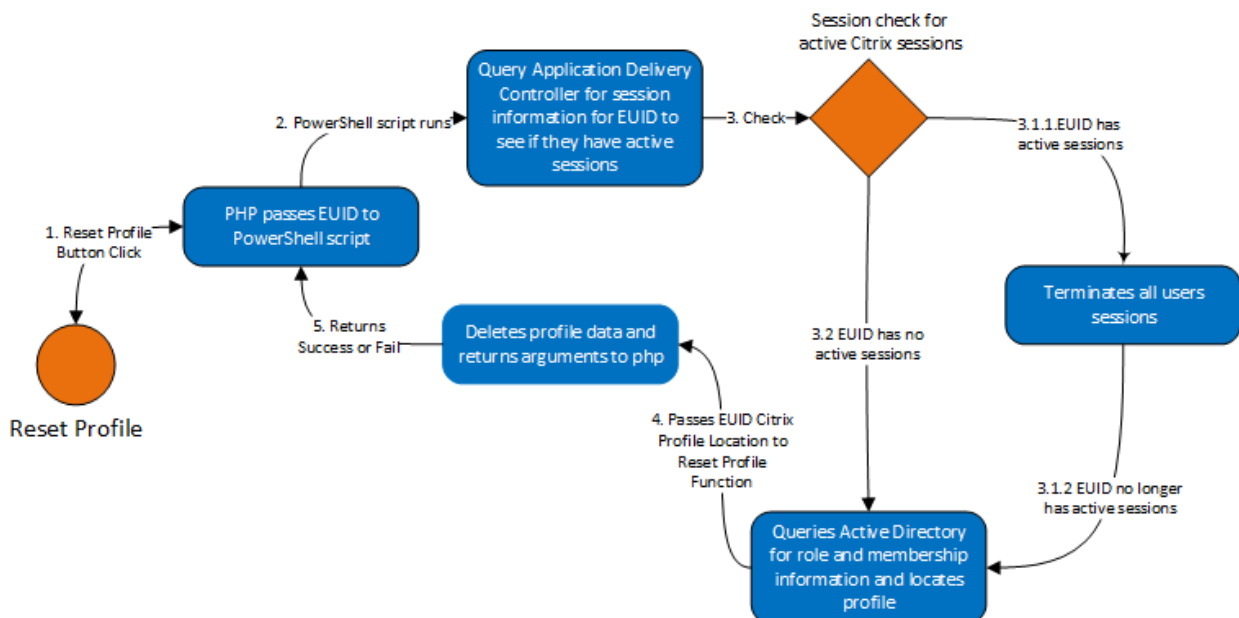 Session check for
active Citrix sessions
Query Application Delivery
Controller for session
information for EUID to
see if they have active
sessions
2. PowerShell script runs
3. Check
3.1.1.EUID has
active sessions
PHP passes EUID to
PowerShell script
1. Reset Profile
Button Click
Terminates all users
sessions
5. Returns
Success or Fail
Deletes profile data and
returns arguments to php
3.2 EUID has no
active sessions
Reset Profile
4. Passes EUID Citrix
Profile Location to
Reset Profile
Function
3.1.2 EUID no longer
has active sessions
Queries Active Directory
for role and membership
information and locates
profile